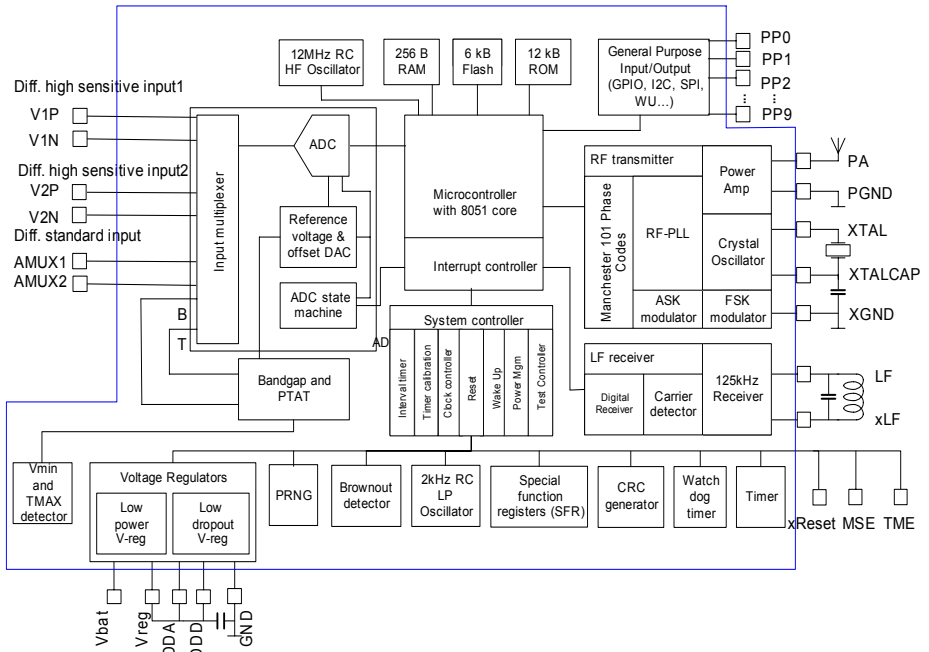 12MHz RC
HF Oscillator
256 B
RAM
6 kB
Flash
12 kB
ROM
General Purpose
Input/Output
(GPIO, I2C, SPI,
WU...)
PP0
PP1
PP2
PP9
Diff. high sensitive input1
V1P
V1N
Diff. high sensitive input2
V2P
V2N
Diff. standard input
AMUX1
AMUX2
Input multiplexer
B
T
ADC
Reference
voltage &
offset DAC
ADC state
machine
AD
Bandgap and
PTAT
Microcontroller
with 8051 core
Interrupt controller
System controller
Interval timer
Timer calibration
Clock controller
Reset
Wake Up
Power Mgm
Test Controller
RF transmitter
Manchester 101 Phase
Codes
RF-PLL
Power
Amp
Crystal
Oscillator
ASK
modulator
FSK
modulator
PA
PGND
XTAL
XTALCAP
XGND
LF receiver
Digital
Receiver
Carrier
detector
125kHz
Receiver
LF
xLF
Vmin
and
TMAX
detector
Voltage Regulators
Low
power
V-reg
Low
dropout
V-reg
PRNG
Brownout
detector
2kHz RC
LP
Oscillator
Special
function
registers (SFR)
CRC
generator
Watch
dog
timer
Timer
xReset
MSE
TME
Vbat
Vreg
GND